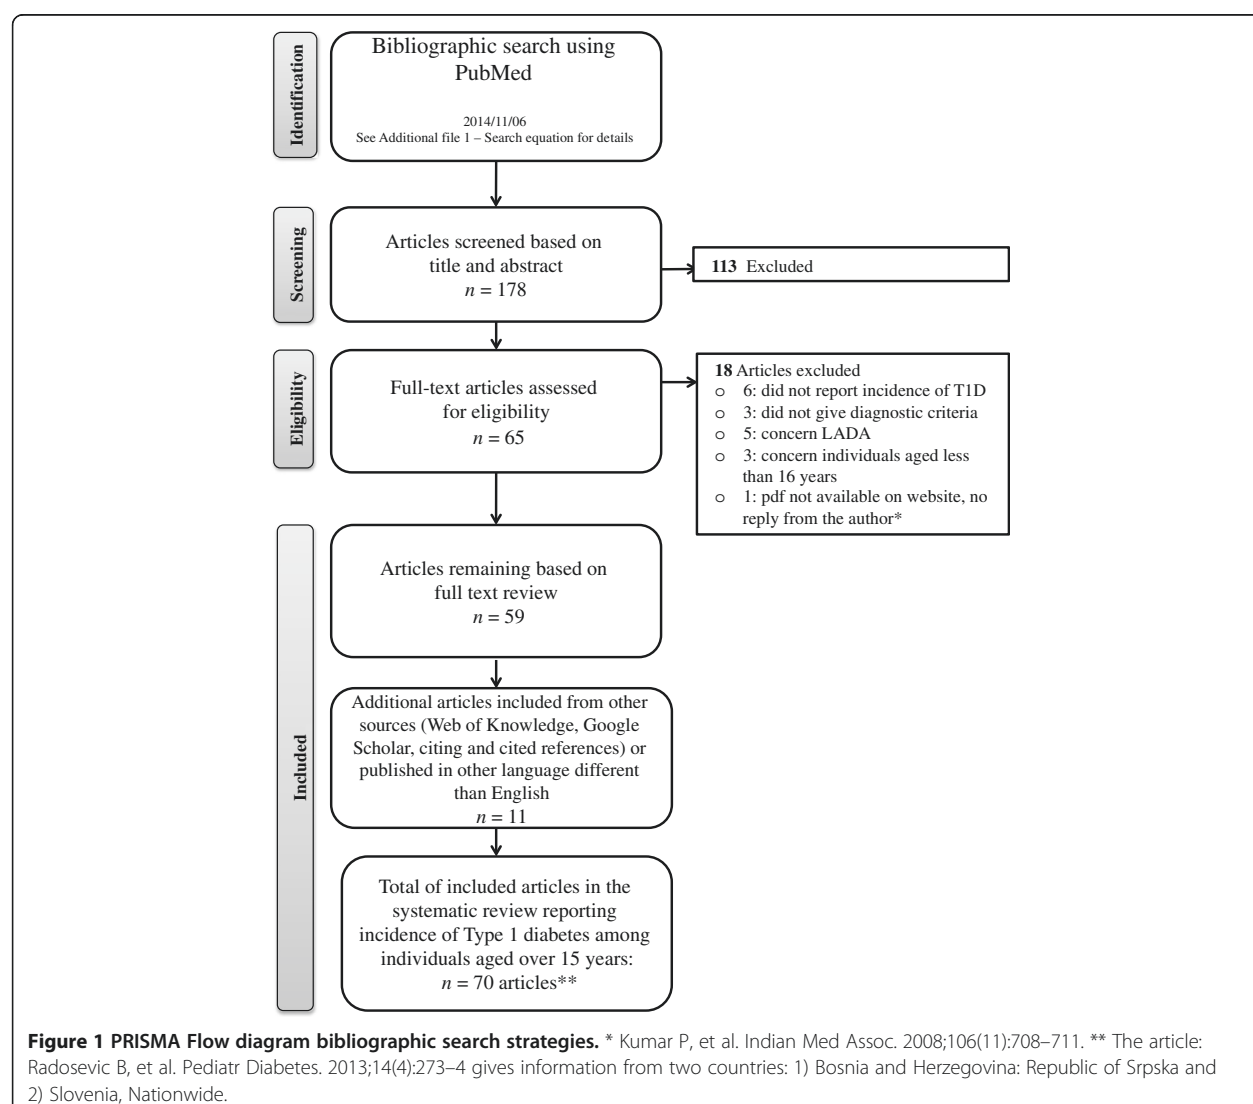 Identification
Bibliographic search using
PubMed
2014/11/06
See Additional file 1 – Search equation for details
Screening
Articles screened based on
title and abstract
n = 178
113 Excluded
Eligibility
Full-text articles assessed
for eligibility
n = 65
18 Articles excluded
o 6: did not report incidence of T1D
o 3: did not give diagnostic criteria
o 5: concern LADA
o 3: concern individuals aged less
than 16 years
o 1: pdf not available on website, no
reply from the author*
Included
Articles remaining based on
full text review
n = 59
Additional articles included from other
sources (Web of Knowledge, Google
Scholar, citing and cited references) or
published in other language different
than English
n = 11
Total of included articles in the
systematic review reporting
incidence of Type 1 diabetes among
individuals aged over 15 years:
n = 70 articles**
Figure 1 PRISMA Flow diagram bibliographic search strategies. * Kumar P, et al. Indian Med Assoc. 2008;106(11):708–711. ** The article:
Radosevic B, et al. Pediatr Diabetes. 2013;14(4):273–4 gives information from two countries: 1) Bosnia and Herzegovina: Republic of Srpska and
2) Slovenia, Nationwide.